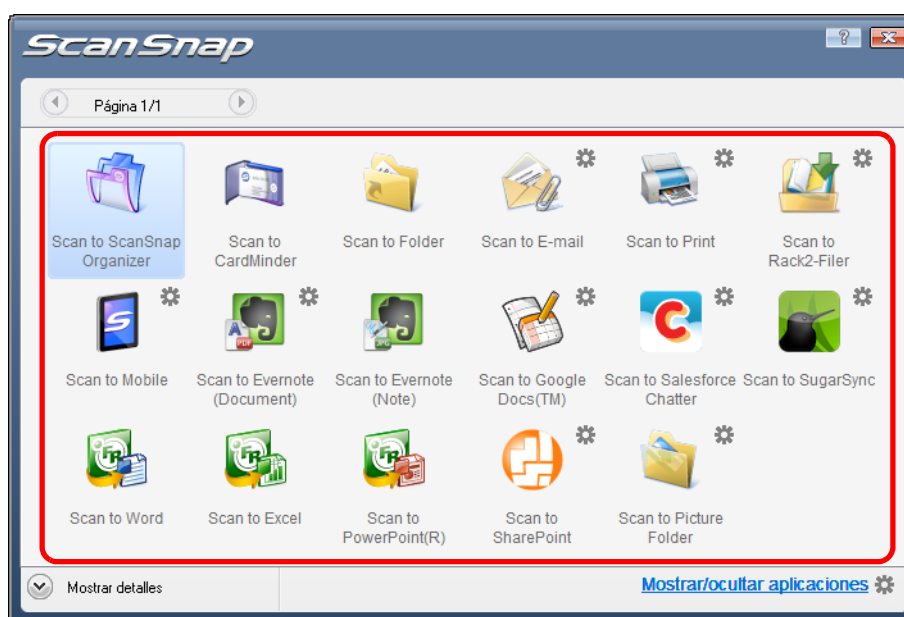 ScanSnap
?
Página 1/1
Scan to ScanSnap
Organizer
Scan to
CardMinder
Scan to Folder
Scan to E-mail
Scan to Print
Scan to
Rack2-Filer
Scan to Mobile
Scan to Evernote
(Document)
Scan to Evernote
(Note)
Scan to Google
Docs(TM)
Scan to Salesforce
Chatter
Scan to SugarSync
Scan to Word
Scan to Excel
Scan to
PowerPoint(R)
Scan to
SharePoint
Scan to Picture
Folder
Mostrar detalles
Mostrar/ocultar aplicaciones